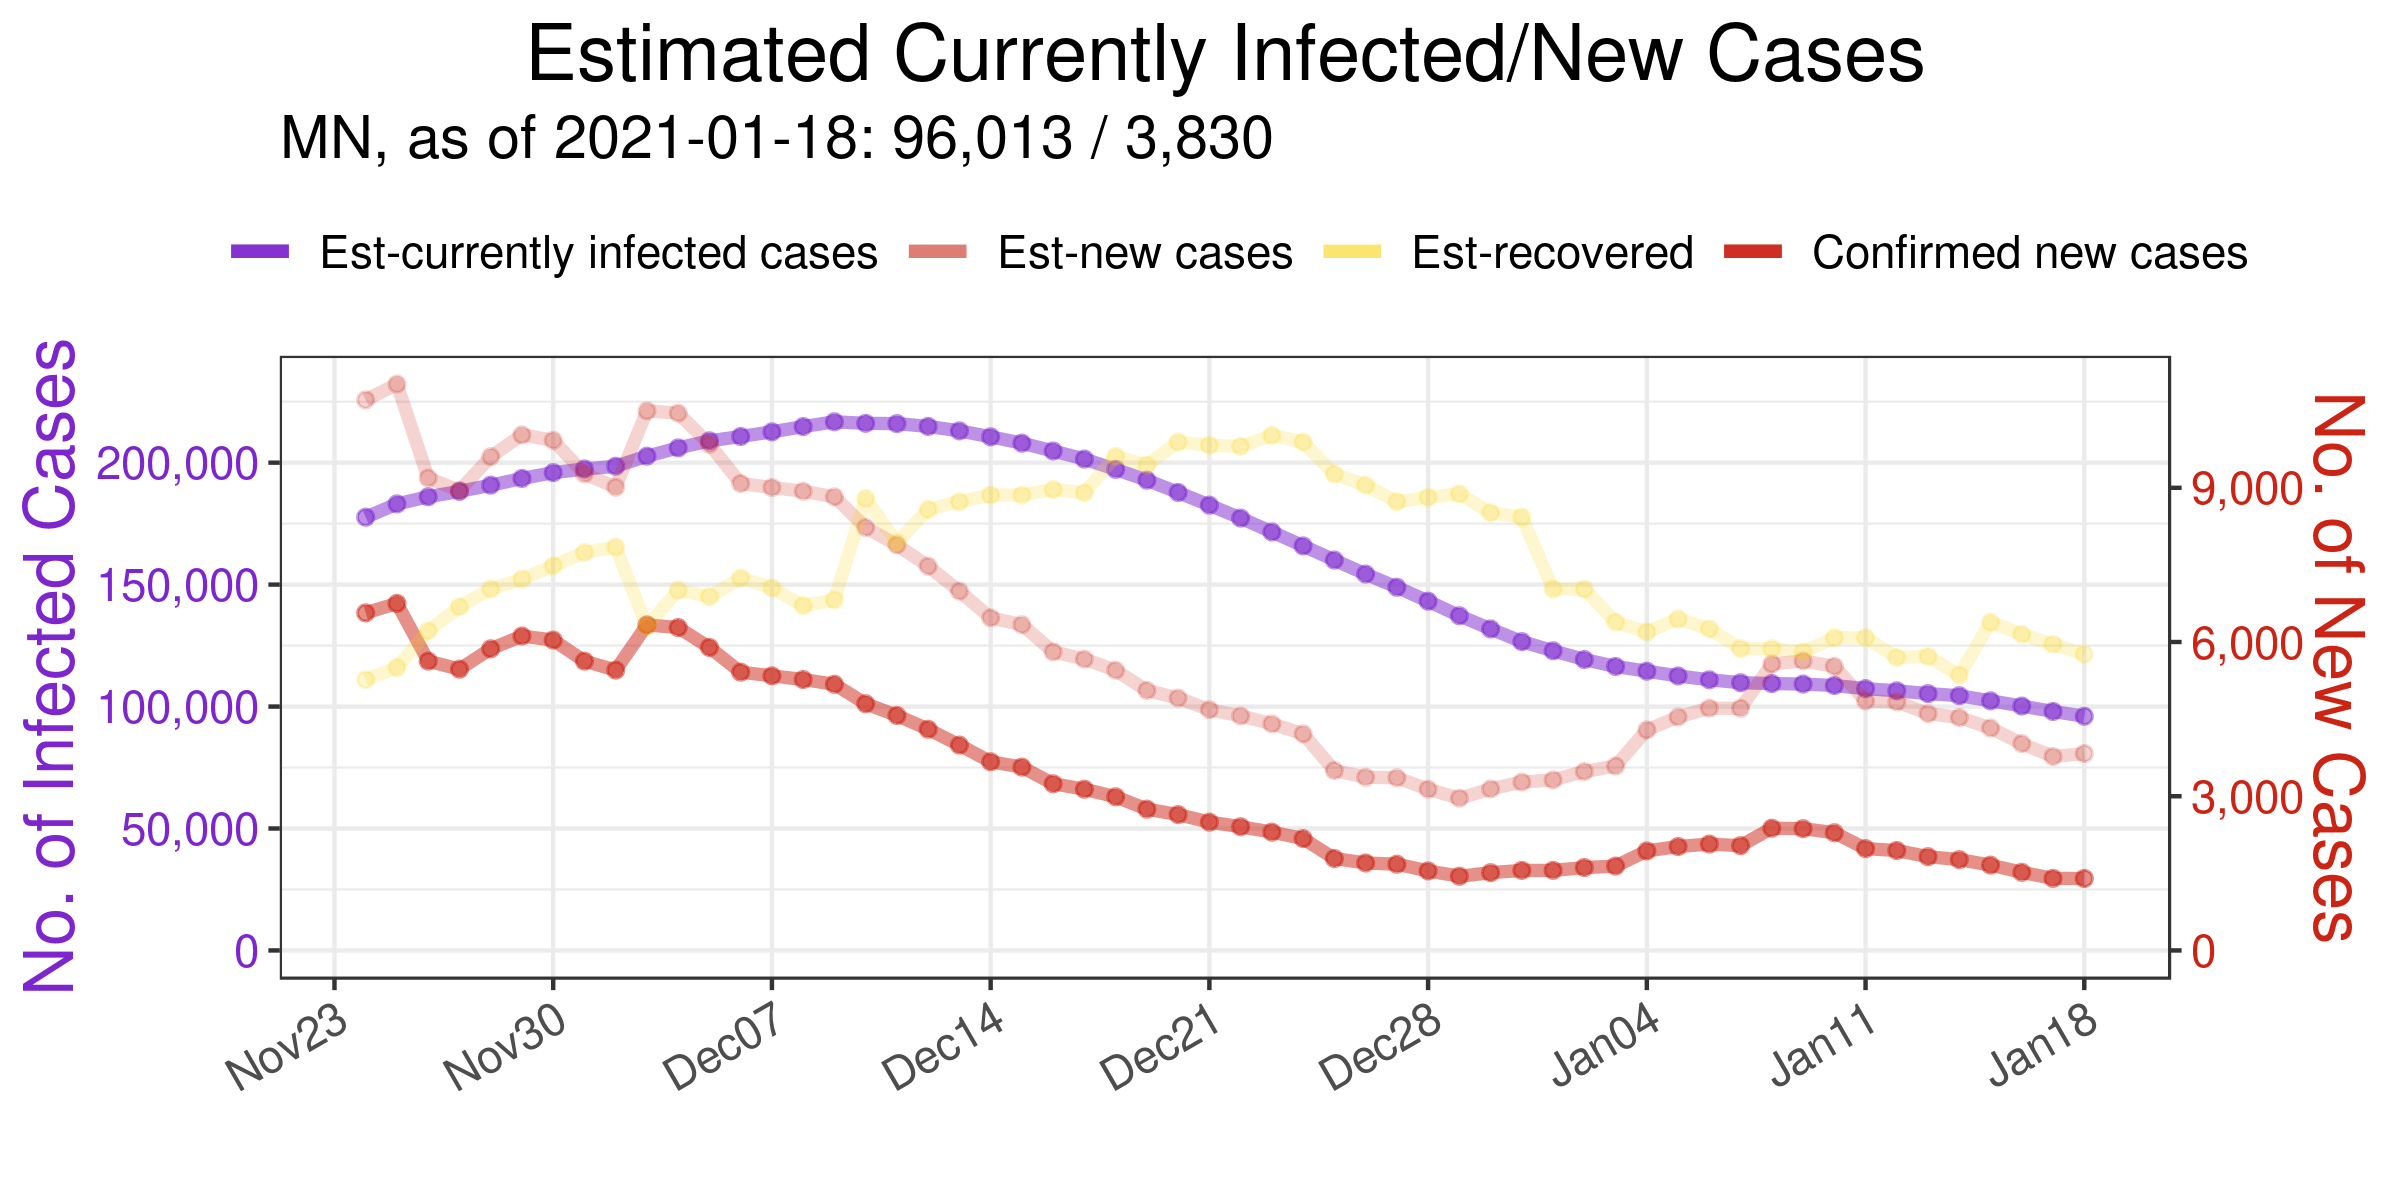 Estimated Currently Infected/New Cases
MN, as of 2021-01-18: 96,013 / 3,830
Est-currently infected cases
Est-new cases
Est-recovered
Confirmed new cases
No. of Infected Cases
200,000
150,000
100,000
50,000
0
9,000
6,000
3,000
0
No. of New Cases
Nov23
Nov30
Dec07
Dec14
Dec21
Dec28
Jan04
Jan11
Jan18